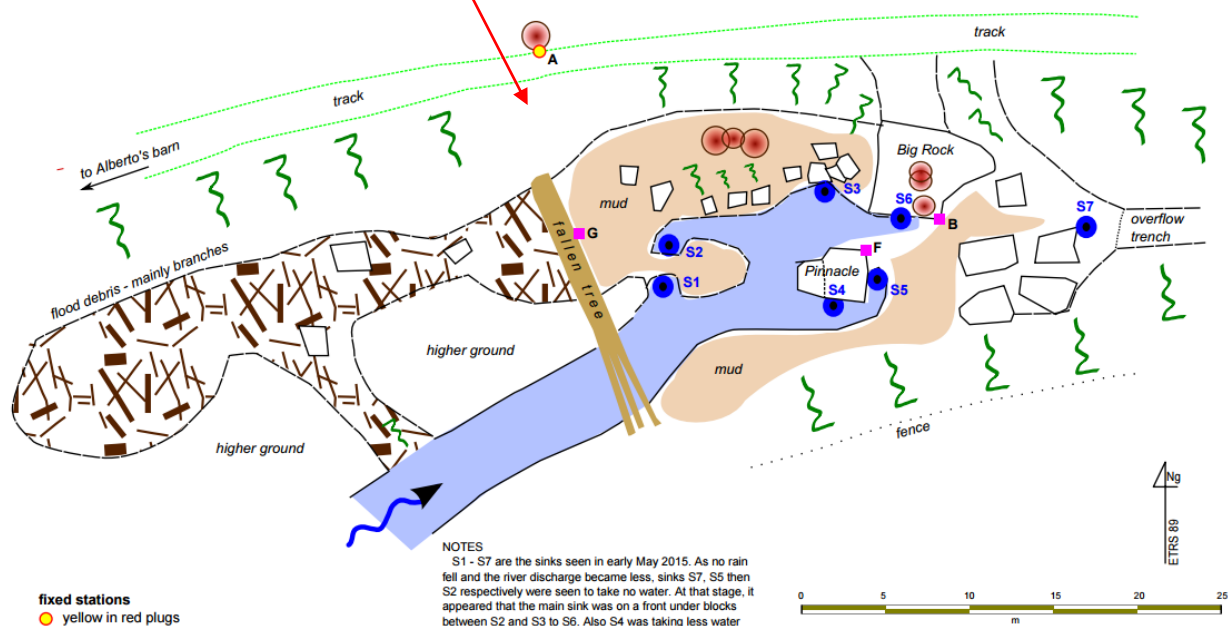 track
A
track
to Alberto's barn
Big Rock
S3
mud
S6
S7
B
G
overflow
trench
fallen tree
S2
F
flood debris - mainly branches
Pinnacle
S1
S5
S4
higher ground
mud
fence
higher ground
Ng
ETRS 89
NOTES
S1 - S7 are the sinks seen in early May 2015. As no rain
fell and the river discharge became less, sinks S7, S5 then
S2 respectively were seen to take no water. At that stage, it
appeared that the main sink was on a front under blocks
between S2 and S3 to S6. Also S4 was taking less water
fixed stations
yellow in red plugs
0 5 10 15 20 25
m